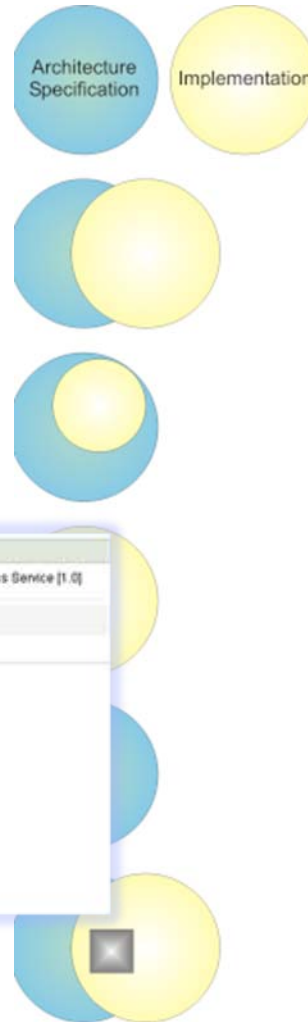 Architecture
Specification
Implementation
Service [1.0]